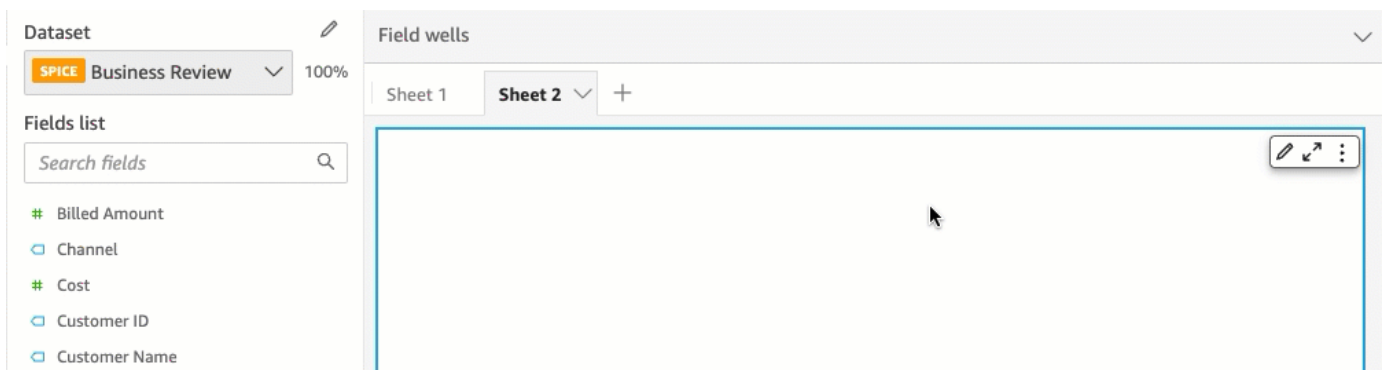 Dataset
SPICE Business Review 100%
Fields list
Search fields
# Billed Amount
Channel
# Cost
Customer ID
Customer Name
Field wells
Sheet 1 Sheet 2 +